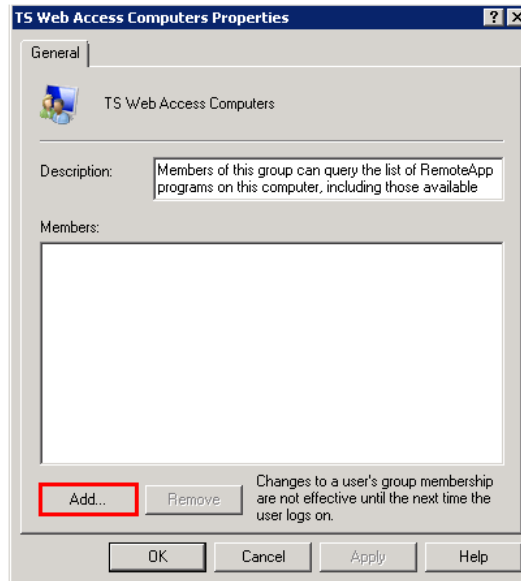 TS Web Access Computers Properties
General
TS Web Access Computers
Description:
Members of this group can query the list of RemoteApp
programs on this computer, including those available
Members:
Add...
Remove
Changes to a user's group membership
are not effective until the next time the
user logs on.
OK
Cancel
Apply
Help